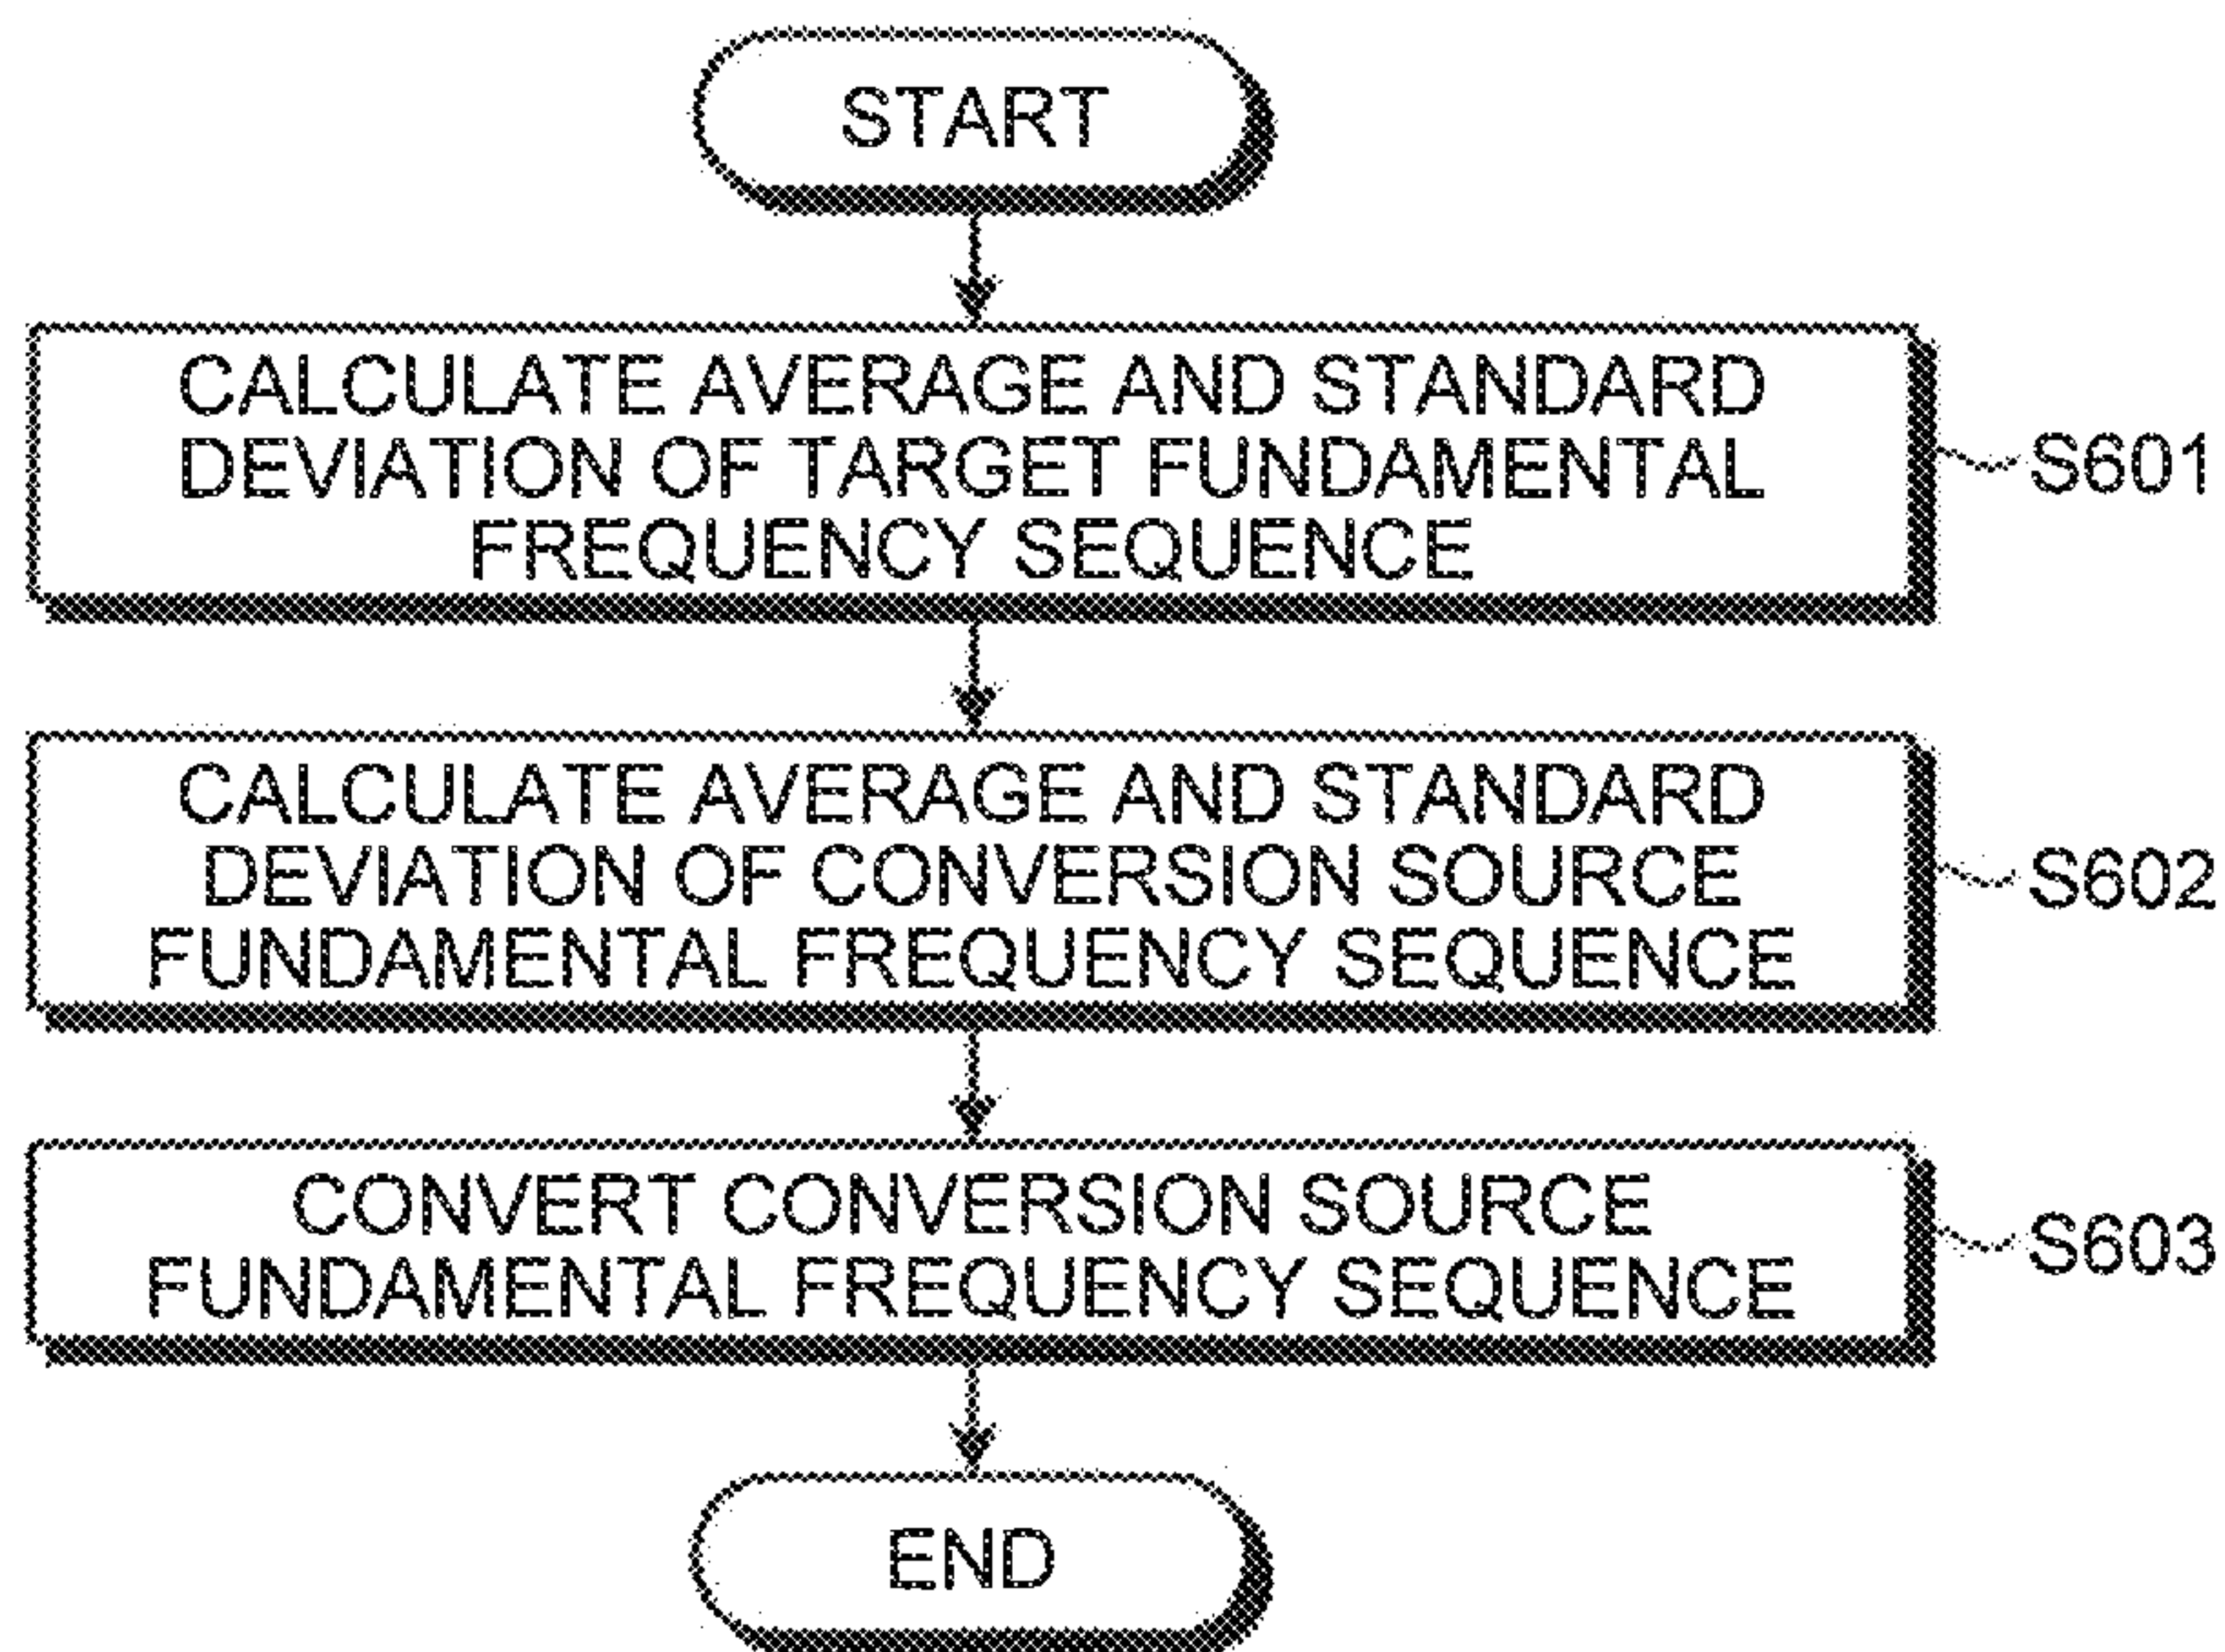 START
CALCULATE AVERAGE AND STANDARD
DEVIATION OF TARGET FUNDAMENTAL
FREQUENCY SEQUENCE
S601
CALCULATE AVERAGE AND STANDARD
DEVIATION OF CONVERSION SOURCE
FUNDAMENTAL FREQUENCY SEQUENCE
S602
CONVERT CONVERSION SOURCE
FUNDAMENTAL FREQUENCY SEQUENCE
S603
END